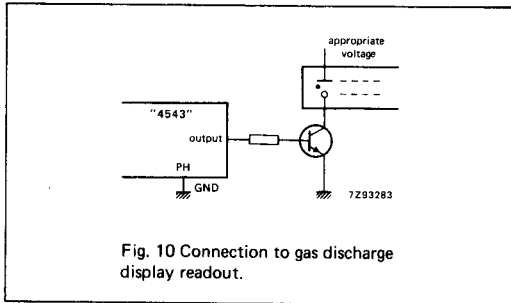 appropriate
voltage
"4543"
output
PH
GND
7Z93283
Fig. 10 Connection to gas discharge
display readout.